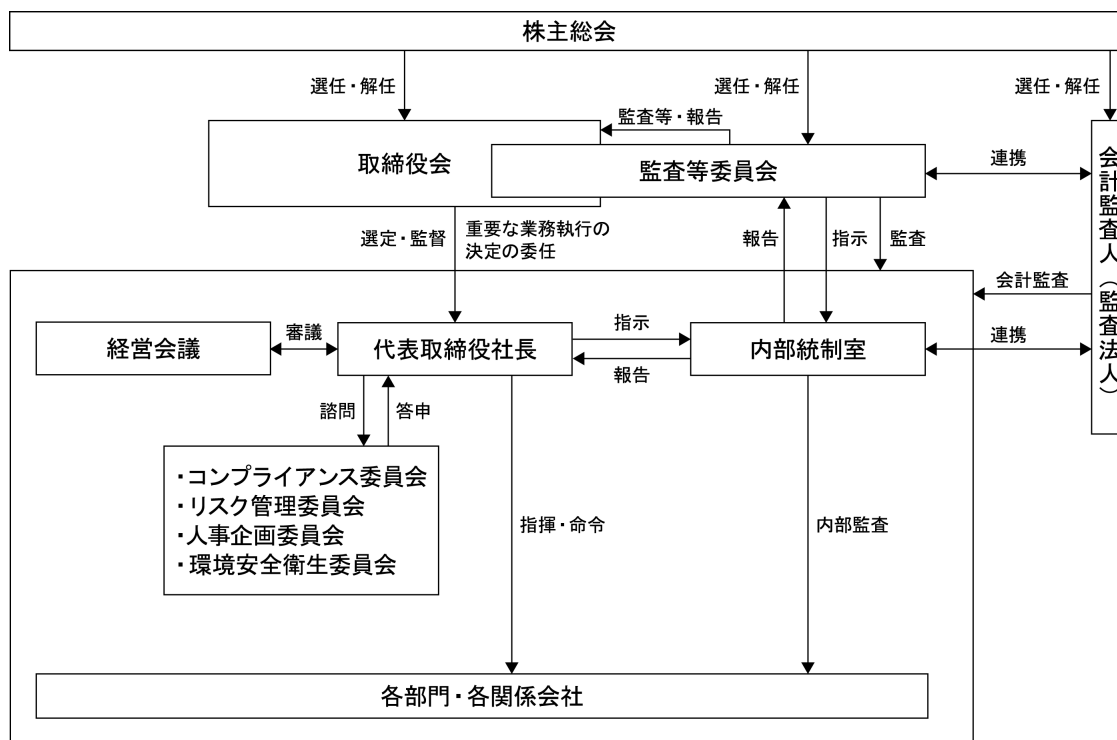 株主総会
選任・解任
選任・解任
選任・解任
監査等・報告
取締役会
監査等委員会
連携
会計監査人（監査法人）
選定・監督
重要な業務執行の
決定の委任
報告
指示
監査
会計監査
経営会議
審議
代表取締役社長
指示
報告
内部統制室
連携
諮問
答申
・コンプライアンス委員会
・リスク管理委員会
・人事企画委員会
・環境安全衛生委員会
指揮・命令
内部監査
各部門・各関係会社